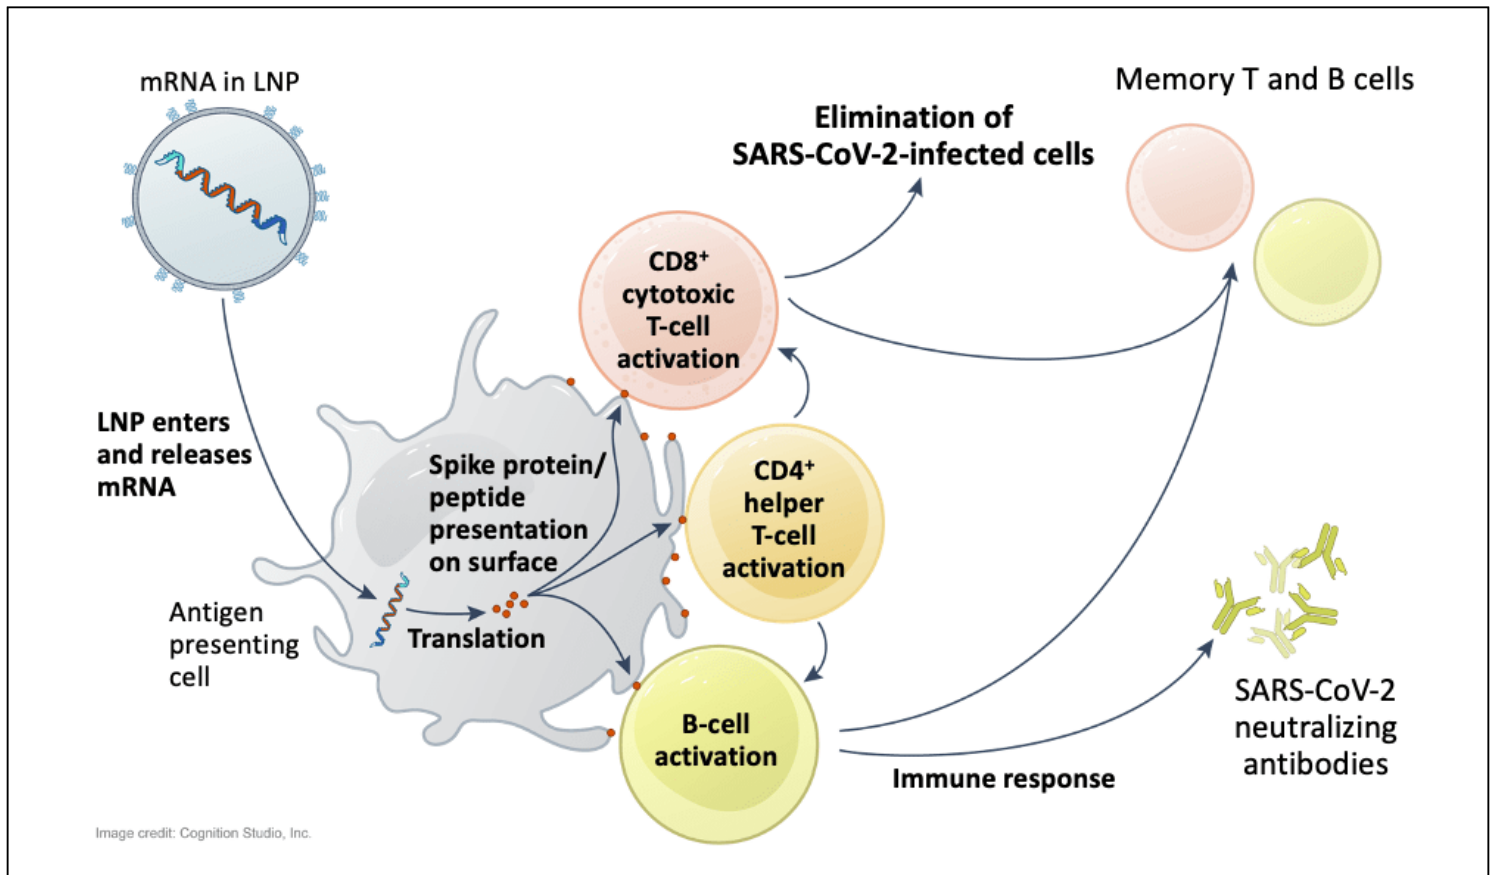 mRNA in LNP
Memory T and B cells
Elimination of
SARS-CoV-2-infected cells
CD8⁺
cytotoxic
T-cell
activation
LNP enters
and releases
mRNA
Spike protein/
peptide
presentation
on surface
CD4⁺
helper
T-cell
activation
Antigen
presenting
cell
Translation
B-cell
activation
SARS-CoV-2
neutralizing
antibodies
Immune response
Image credit: Cognition Studio, Inc.